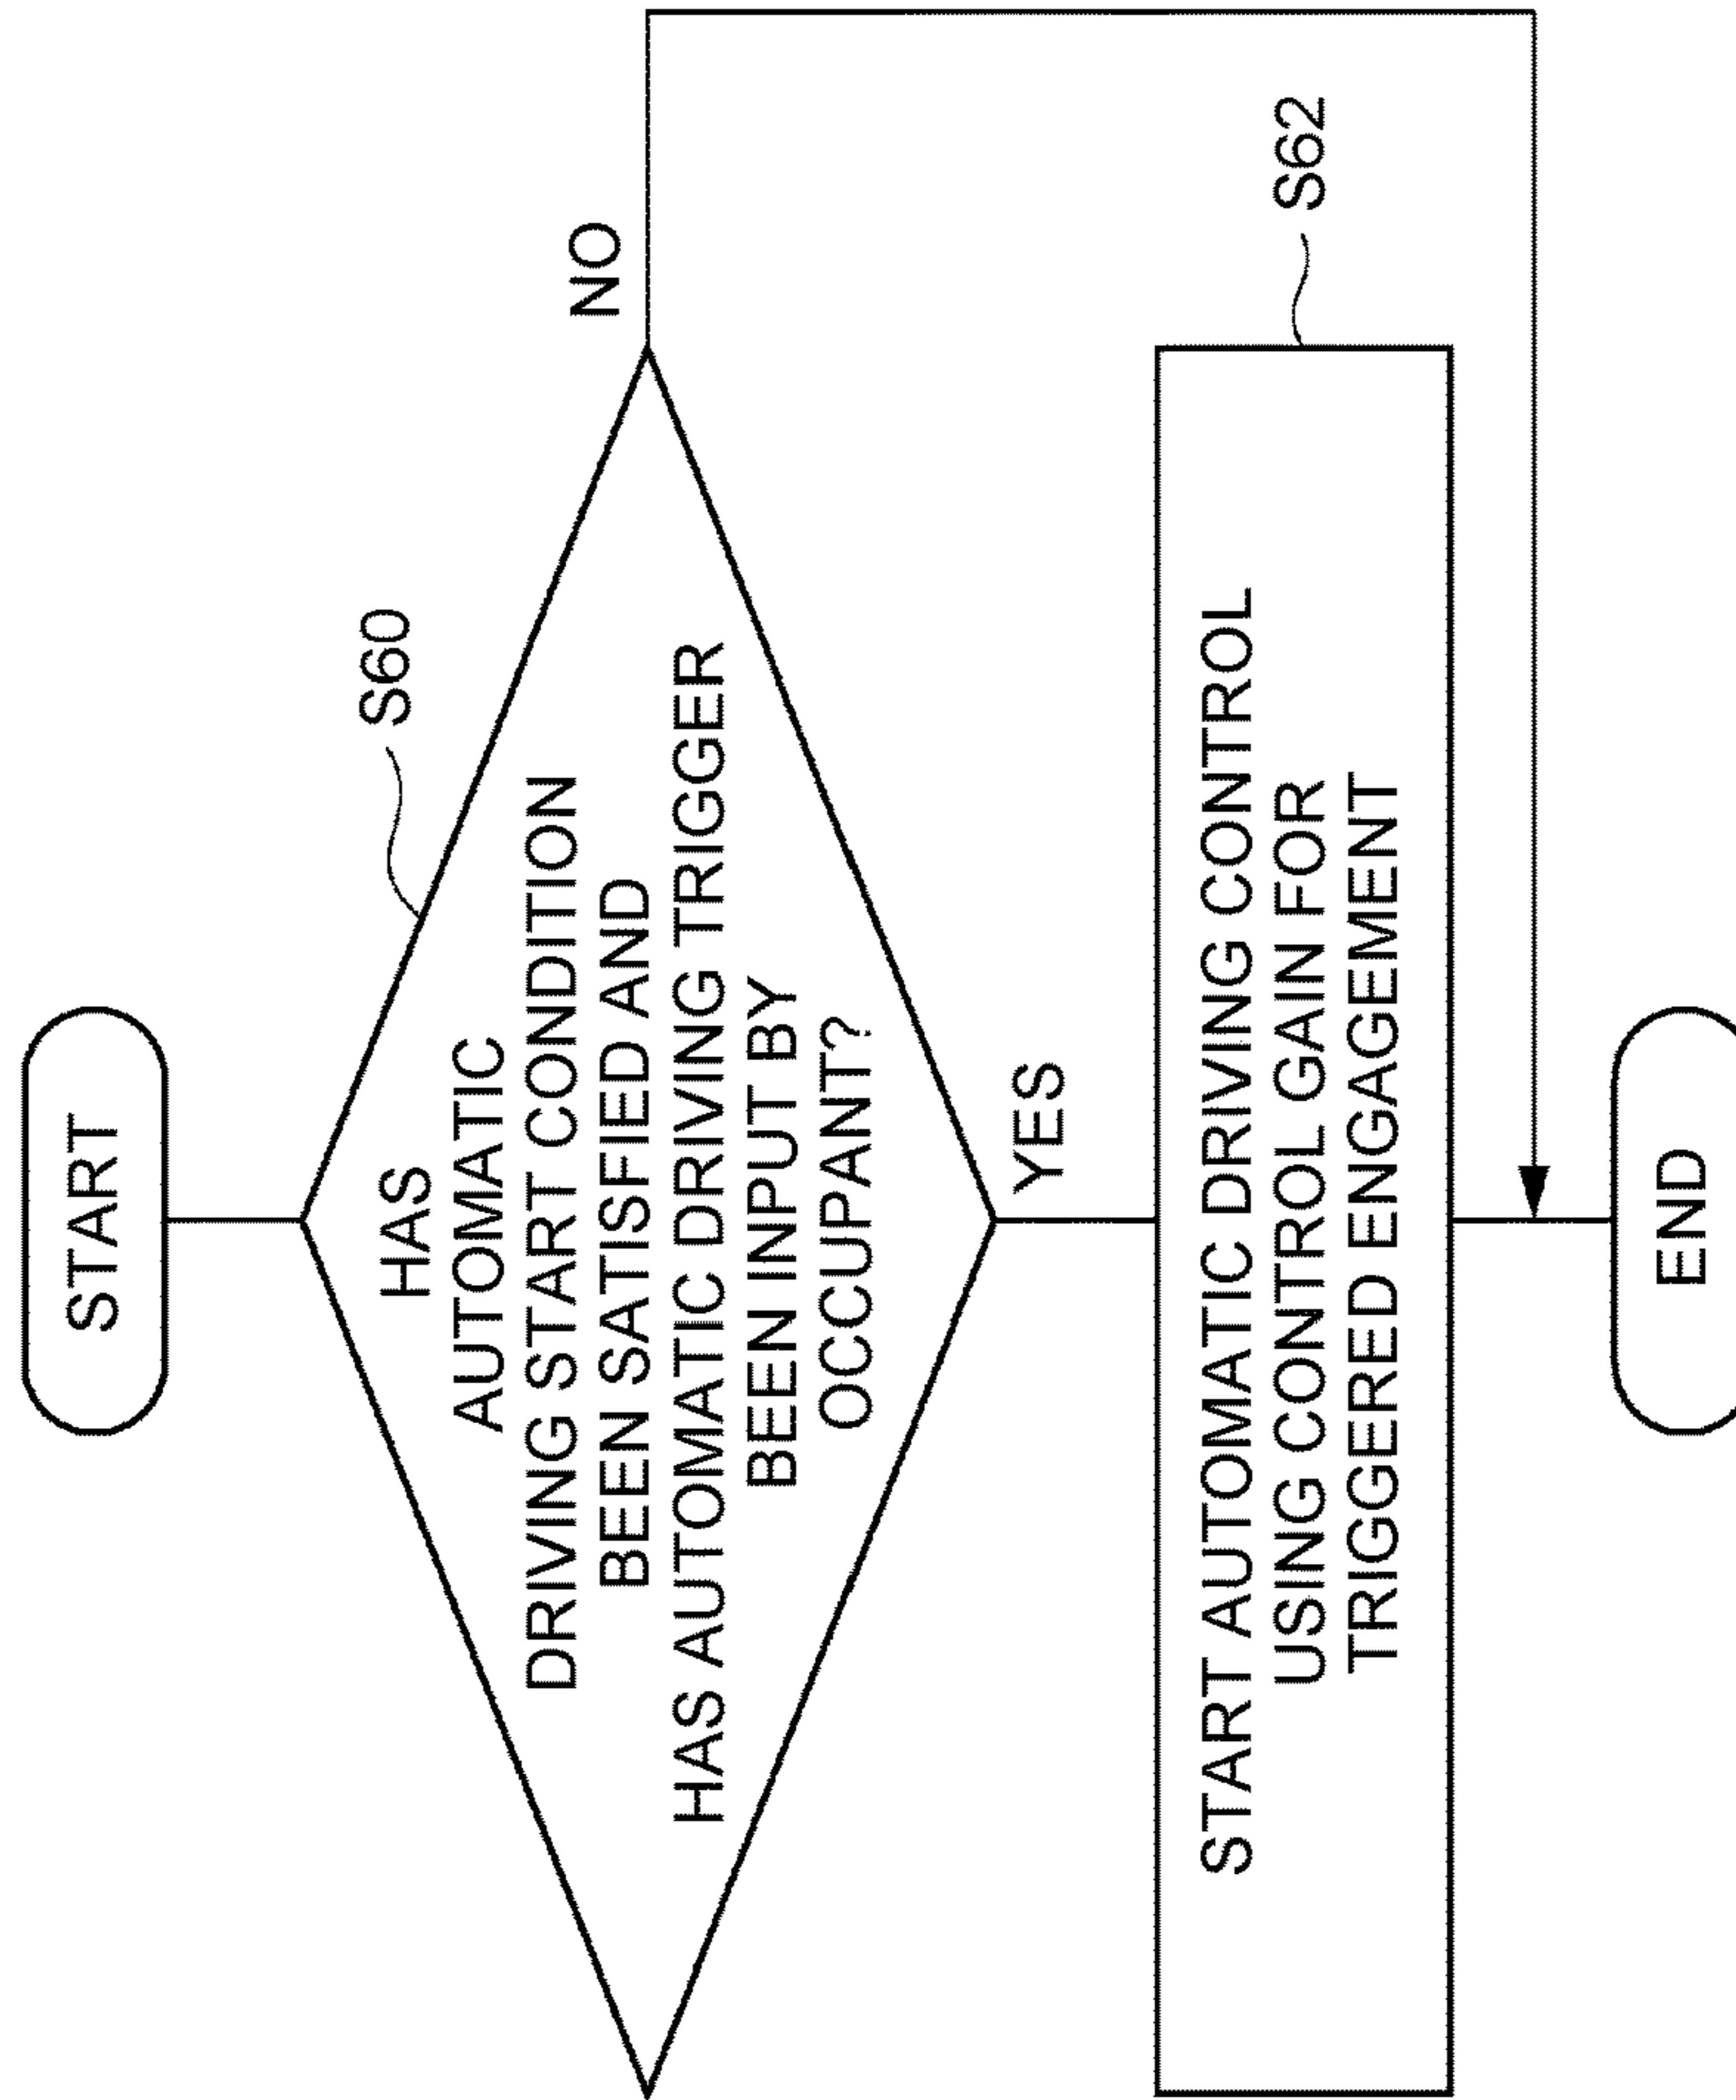 START
S60
HAS
AUTOMATIC
DRIVING START CONDITION
BEEN SATISFIED AND
HAS AUTOMATIC DRIVING TRIGGER
BEEN INPUT BY
OCCUPANT?
NO
YES
S62
START AUTOMATIC DRIVING CONTROL
USING CONTROL GAIN FOR
TRIGGERED ENGAGEMENT
END